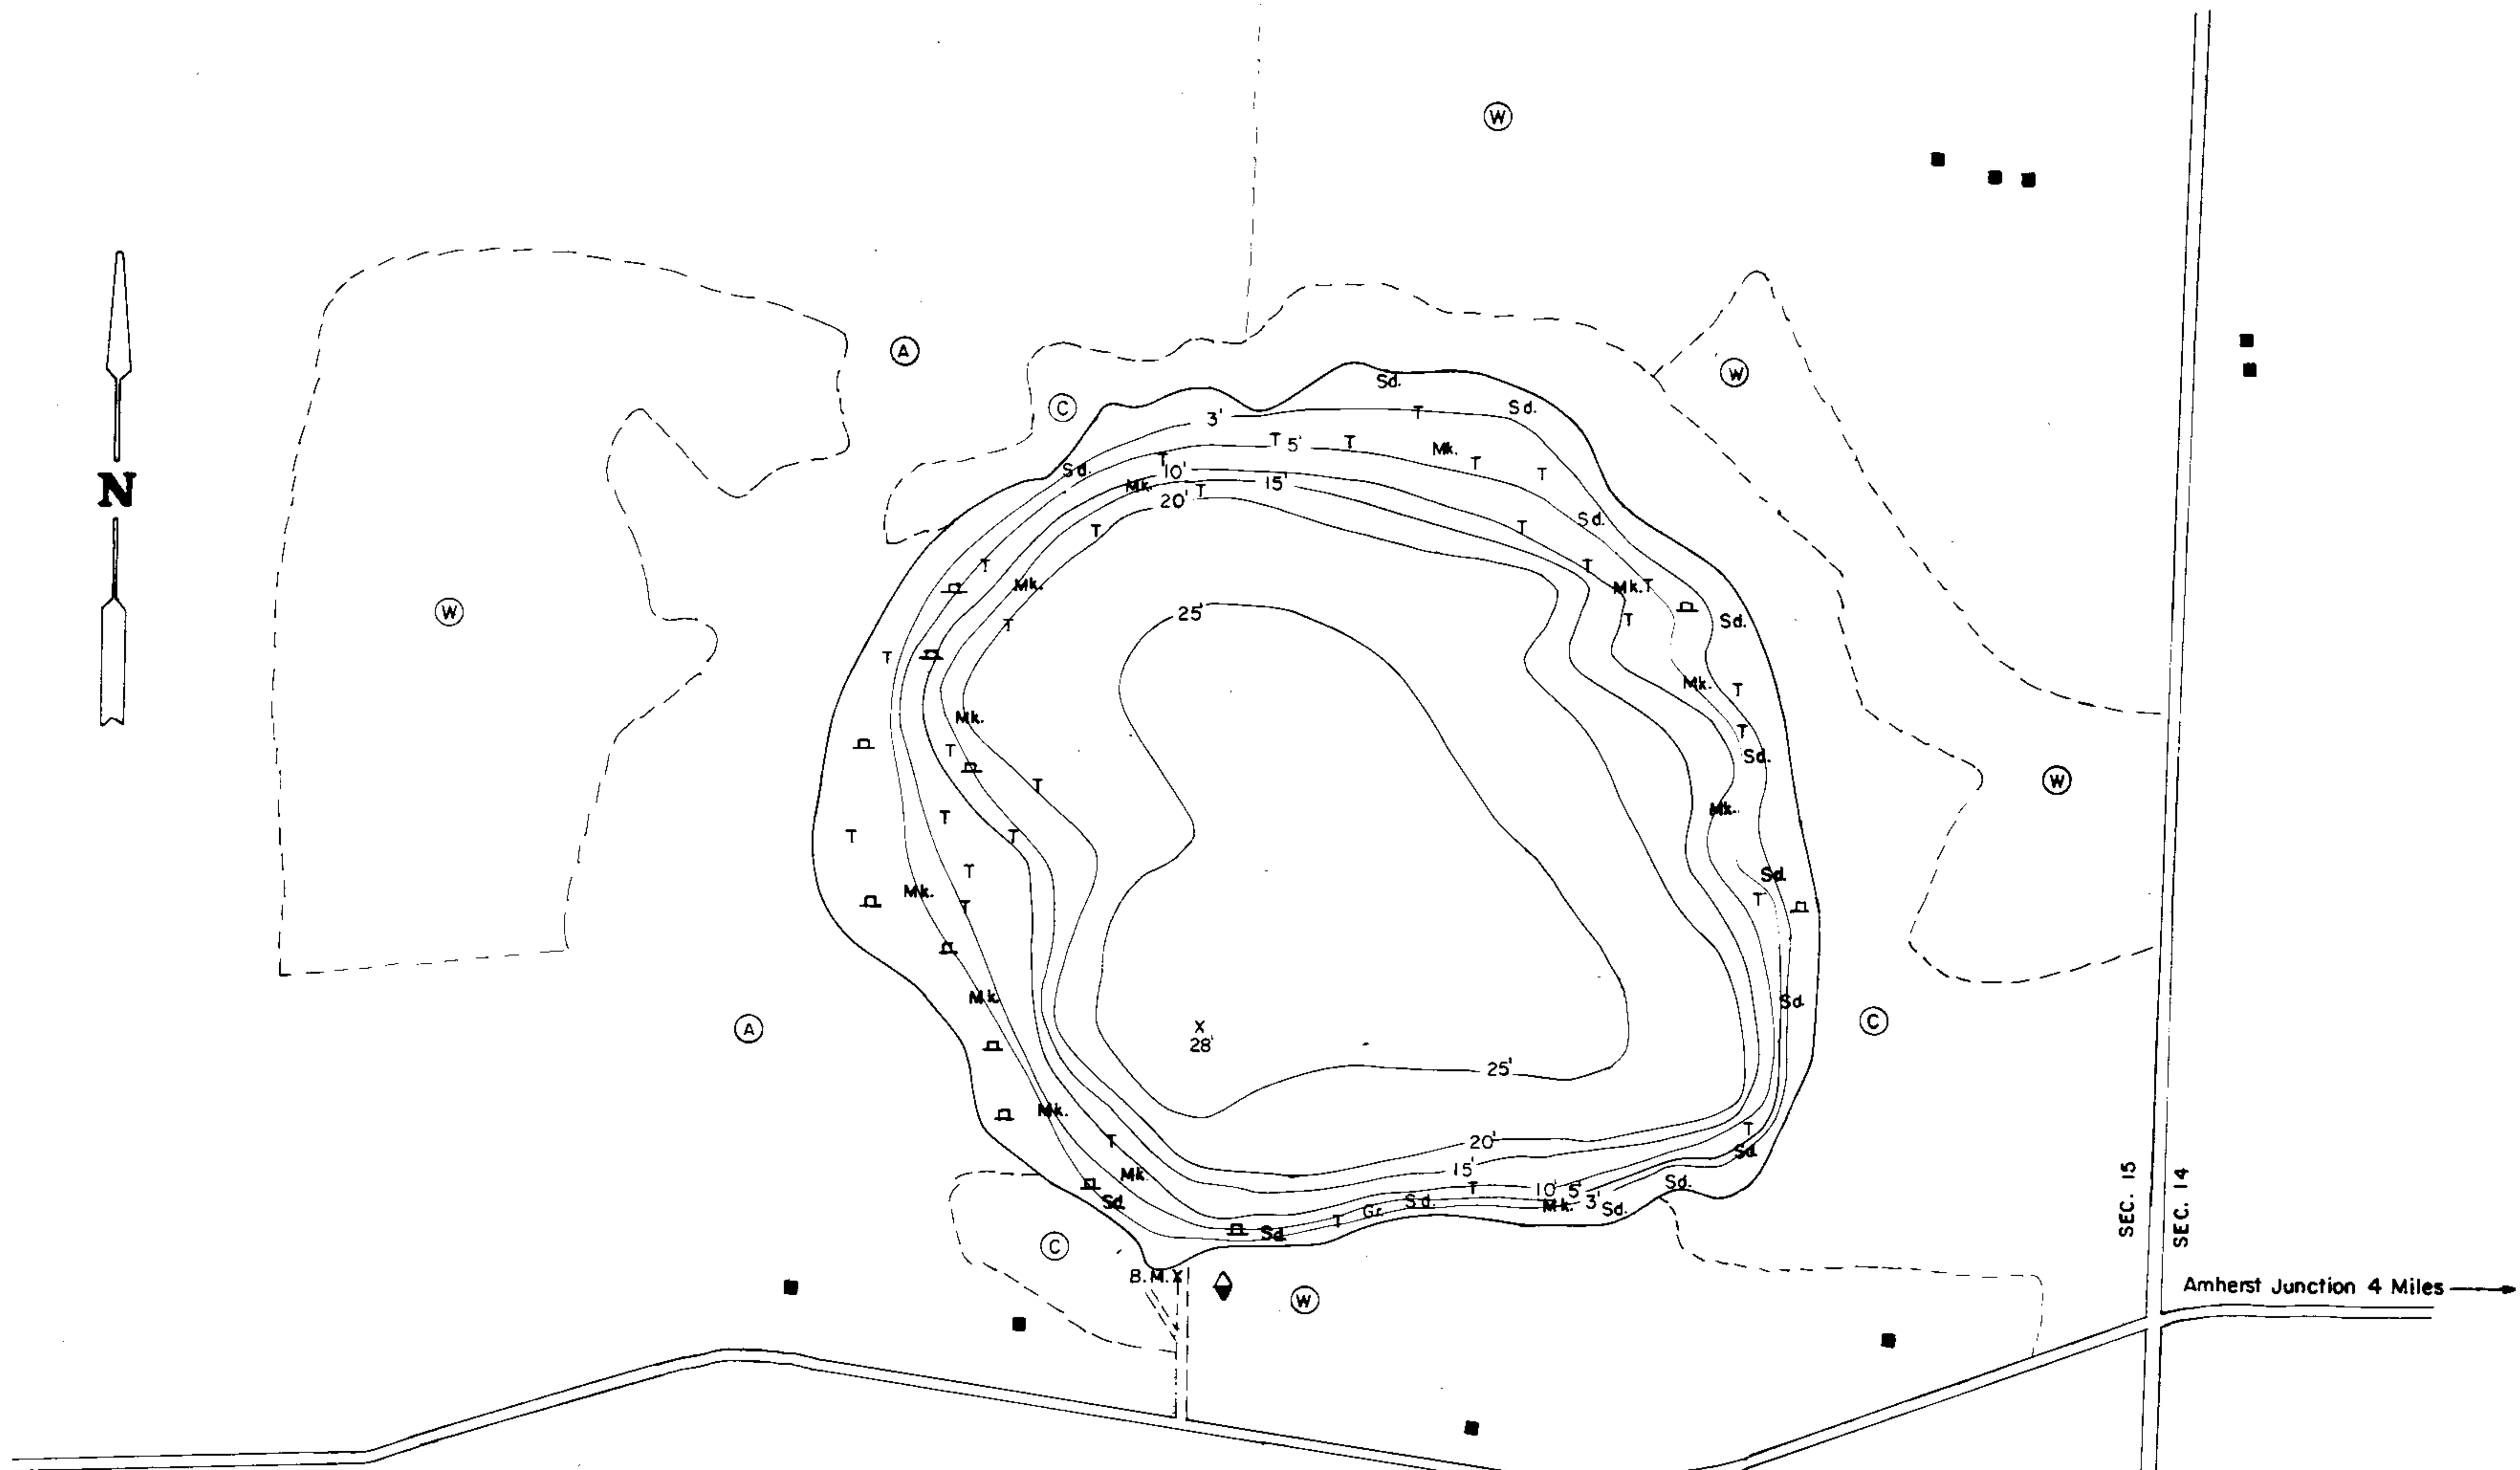 W
A
W
C
Sd.
Sd.
T
3'
T
5'
T
Mk.
T
T
T
Sd.
10'
Mk.
T
15'
20'
Sd.
T
T
N
T
T
Mk.
Mk.
T
W
25'
T
T
Sd.
T
Mk.
T
Mk.
T
Sd.
T
T
W
T
T
T
Mk.
T
Sd.
Mk.
T
T
Mk.
Sd.
A
X
28'
C
25'
Mk.
T
T
20'
Sd.
15'
Mk.
T
10'
5'
Sd.
Sd.
Sd.
Gr.
Mk.
3'
Sd.
T
Sd.
C
B.M.X
W
SEC. 15
SEC. 14
Amherst Junction 4 Miles